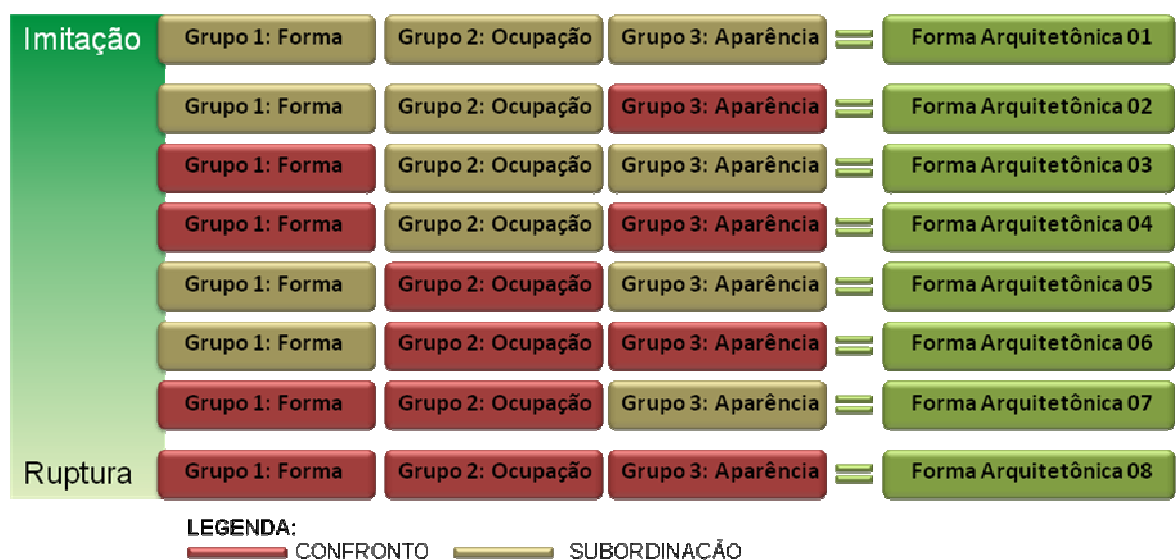 Imitação Grupo 1: Forma Grupo 2: Ocupação Grupo 3: Aparência = Forma Arquitetônica 01
Grupo 1: Forma Grupo 2: Ocupação Grupo 3: Aparência = Forma Arquitetônica 02
Grupo 1: Forma Grupo 2: Ocupação Grupo 3: Aparência = Forma Arquitetônica 03
Grupo 1: Forma Grupo 2: Ocupação Grupo 3: Aparência = Forma Arquitetônica 04
Grupo 1: Forma Grupo 2: Ocupação Grupo 3: Aparência = Forma Arquitetônica 05
Grupo 1: Forma Grupo 2: Ocupação Grupo 3: Aparência = Forma Arquitetônica 06
Grupo 1: Forma Grupo 2: Ocupação Grupo 3: Aparência = Forma Arquitetônica 07
Ruptura Grupo 1: Forma Grupo 2: Ocupação Grupo 3: Aparência = Forma Arquitetônica 08
LEGENDA:
CONFRONTO SUBORDINAÇÃO